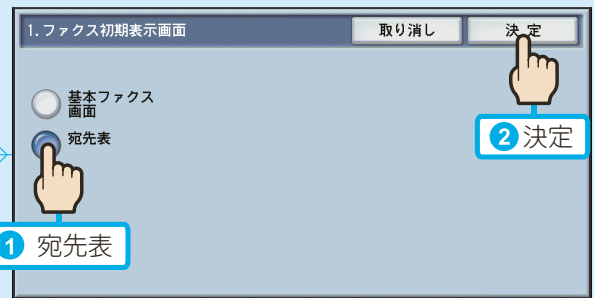 1.ファクス初期表示画面
取り消し
決 定
基本ファクス
画面
宛先表
2 決定
1 宛先表